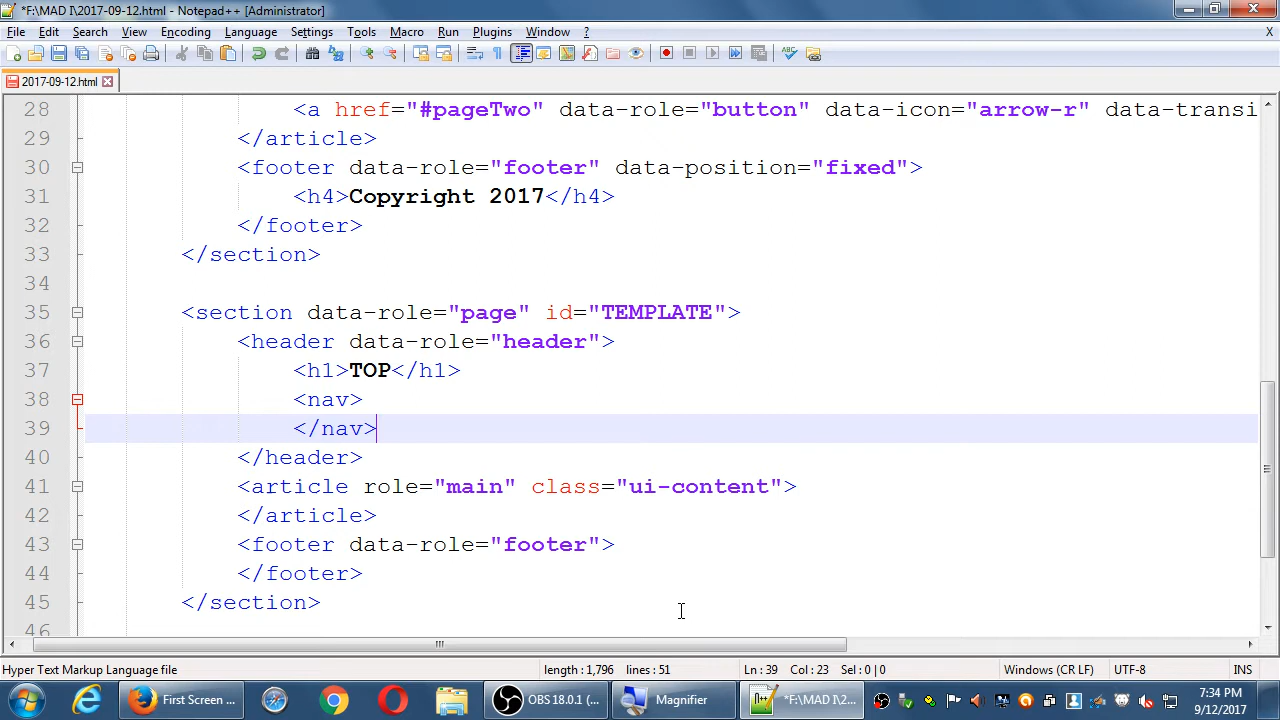 *F:\MAD I\2017-09-12.html - Notepad++ [Administrator]
File Edit Search View Encoding Language Settings Tools Macro Run Plugins Window ? X
2017-09-12.html
28 <a href="#pageTwo" data-role="button" data-icon="arrow-r" data-transi
29 </article>
30 <footer data-role="footer" data-position="fixed">
31 <h4>Copyright 2017</h4>
32 </footer>
33 </section>
34
35 <section data-role="page" id="TEMPLATE">
36 <header data-role="header">
37 <h1>TOP</h1>
38 <nav>
39 </nav>
40 </header>
41 <article role="main" class="ui-content">
42 </article>
43 <footer data-role="footer">
44 </footer>
45 </section>
46
Hyper Text Markup Language file length : 1,796 lines : 51 Ln : 39 Col : 23 Sel : 0 | 0 Windows (CR LF) UTF-8 INS
First Screen ... OBS 18.0.1 (... Magnifier *F:\MAD I\2... 7:34 PM
9/12/2017